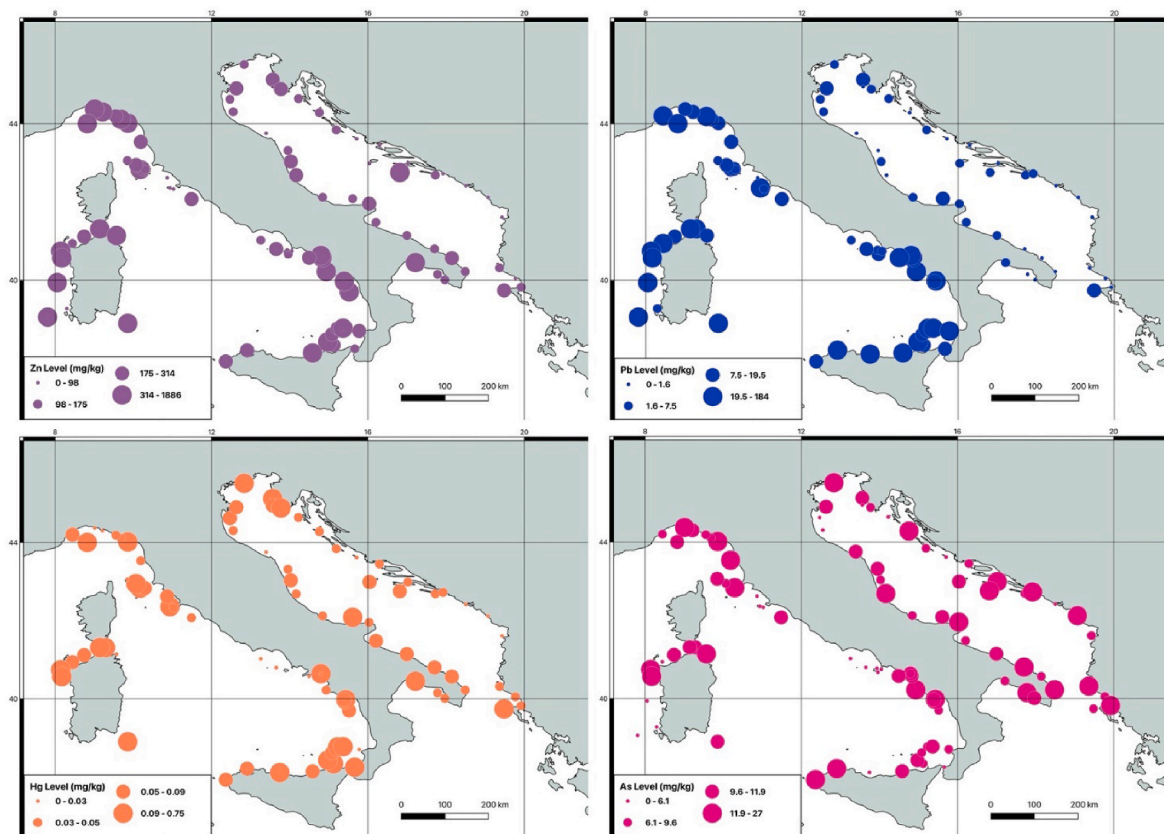 8 12 16 20
8 12 16 20
44
40
44
40
Zn Level (mg/kg)
0 - 98
98 - 175
175 - 314
314 - 1886
0 100 200 km
Pb Level (mg/kg)
0 - 1.6
1.6 - 7.5
7.5 - 19.5
19.5 - 184
0 100 200 km
8 12 16 20
8 12 16 20
44
40
44
40
Hg Level (mg/kg)
0 - 0.03
0.03 - 0.05
0.05 - 0.09
0.09 - 0.75
0 100 200 km
As Level (mg/kg)
0 - 6.1
6.1 - 9.6
9.6 - 11.9
11.9 - 27
0 100 200 km